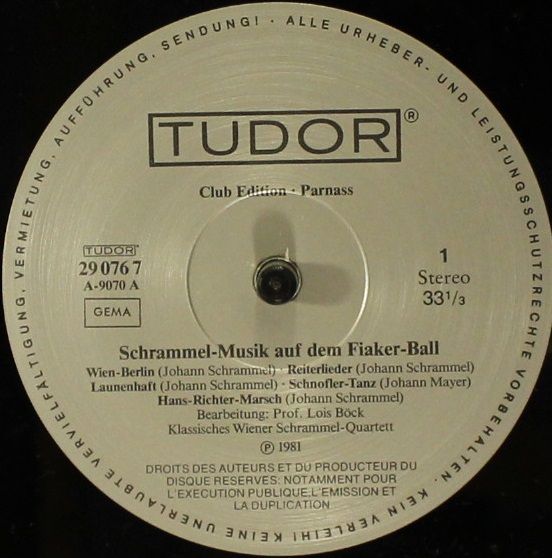 ALLE URHEBER- UND LEISTUNGSSCHUTZRECHTE VORBEHALTEN · KEIN VERLEIH! KEINE UNERLAUBTE VERVIELFÄLTIGUNG, VERMIETUNG, AUFFÜHRUNG, SENDUNG! ·
TUDOR®
Club Edition · Parnass
TUDOR
29 076 7
A-9070 A
GEMA
1
Stereo
33 1/3
Schrammel-Musik auf dem Fiaker-Ball
Wien-Berlin (Johann Schrammel) · Reiterlieder (Johann Schrammel)
Launenhaft (Johann Schrammel) · Schnofler-Tanz (Johann Mayer)
Hans-Richter-Marsch (Johann Schrammel)
Bearbeitung: Prof. Lois Böck
Klassisches Wiener Schrammel-Quartett
℗ 1981
DROITS DES AUTEURS ET DU PRODUCTEUR DU
DISQUE RESERVES: NOTAMMENT POUR
L'EXECUTION PUBLIQUE,L'EMISSION ET
LA DUPLICATION